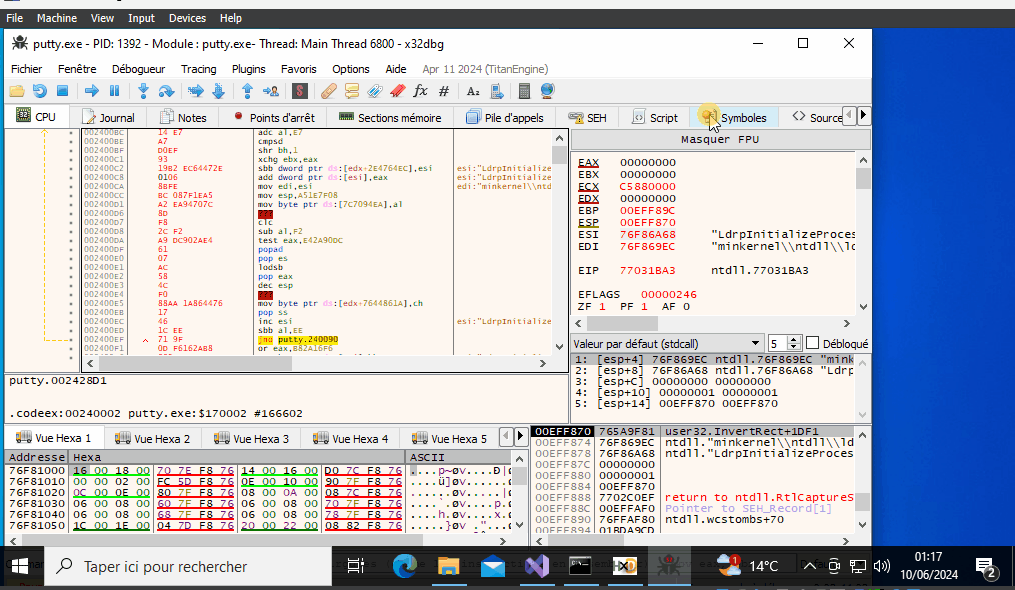 File Machine View Input Devices Help
putty.exe - PID: 1392 - Module : putty.exe- Thread: Main Thread 6800 - x32dbg
Fichier Fenêtre Débogueur Tracing Plugins Favoris Options Aide Apr 11 2024 (TitanEngine)
CPU Journal Notes Points d'arrêt Sections mémoire Pile d'appels SEH Script Symboles Source
002400BC 14 E7 adc al,E7
002400BE A7 cmpsd
002400BF D0EF shr bh,1
002400C1 93 xchg ebx,eax
002400C2 19B2 EC64472E sbb dword ptr ds:[edx+2E4764EC],esi esi:"LdrpInitialize
002400C8 0106 add dword ptr ds:[esi],eax esi:"LdrpInitialize
002400CA 8BFE mov edi,esi edi:"minkernel\\ntd
002400CC BC 087F1EA5 mov esp,A51E7F08
002400D1 A2 EA94707C mov byte ptr ds:[7C7094EA],al
002400D6 8D ???
002400D7 F8 clc
002400D8 2C F2 sub al,F2
002400DA A9 DC902AE4 test eax,E42A90DC
002400DF 61 popad
002400E0 07 pop es
002400E1 AC lodsb
002400E2 58 pop eax
002400E3 4C dec esp
002400E4 F0 ???
002400E5 88AA 1A864476 mov byte ptr ds:[edx+7644861A],ch
002400EB 17 pop ss
002400EC 46 inc esi esi:"LdrpInitialize
002400ED 1C EE sbb al,EE
002400EF 71 9F jno putty.240090
002400F1 0D F6162AB8 or eax,B82A16F6
Masquer FPU
EAX 00000000
EBX 00000000
ECX C5880000
EDX 00000000
EBP 00EFF89C
ESP 00EFF870
ESI 76F86A68 "LdrpInitializeProces
EDI 76F869EC "minkernel\\ntdll\\ld
EIP 77031BA3 ntdll.77031BA3
EFLAGS 00000246
ZF 1 PF 1 AF 0
Valeur par défaut (stdcall) 5 Débloqué
1: [esp+4] 76F869EC ntdll.76F869EC "mink
2: [esp+8] 76F86A68 ntdll.76F86A68 "Ldrp
3: [esp+C] 00000000 00000000
4: [esp+10] 00000001 00000001
5: [esp+14] 00EFF870 00EFF870
putty.002428D1
.codeex:00240002 putty.exe:$170002 #166602
Vue Hexa 1 Vue Hexa 2 Vue Hexa 3 Vue Hexa 4 Vue Hexa 5
Addresse Hexa ASCII
76F81000 16 00 18 00 70 7E F8 76 14 00 16 00 D0 7C F8 76 ....p~øv....Ð|ø
76F81010 00 00 02 00 FC 5D F8 76 0E 00 10 00 90 7F F8 76
76F81020 0C 00 0E 00 80 7F F8 76 08 00 0A 00 08 7C F8 76
76F81030 06 00 08 00 60 7F F8 76 06 00 08 00 70 7F F8 76
76F81040 06 00 08 00 68 7F F8 76 06 00 08 00 78 7F F8 76
76F81050 1C 00 1E 00 04 7D F8 76 20 00 22 00 08 82 F8 76
00EFF870 765A9F81 user32.InvertRect+1DF1
00EFF874 76F869EC ntdll."minkernel\\ntdll\\ld
00EFF878 76F86A68 ntdll."LdrpInitializeProces
00EFF87C 00000000
00EFF880 00000001
00EFF884 00EFF870
00EFF888 7702C0EF return to ntdll.RtlCaptureS
00EFF88C 00EFFAF0 Pointer to SEH_Record[1]
00EFF890 76FFAF80 ntdll.wcstombs+70
00EFF894 01BDA9CD
Taper ici pour rechercher
1 14°C 01:17
10/06/2024 2